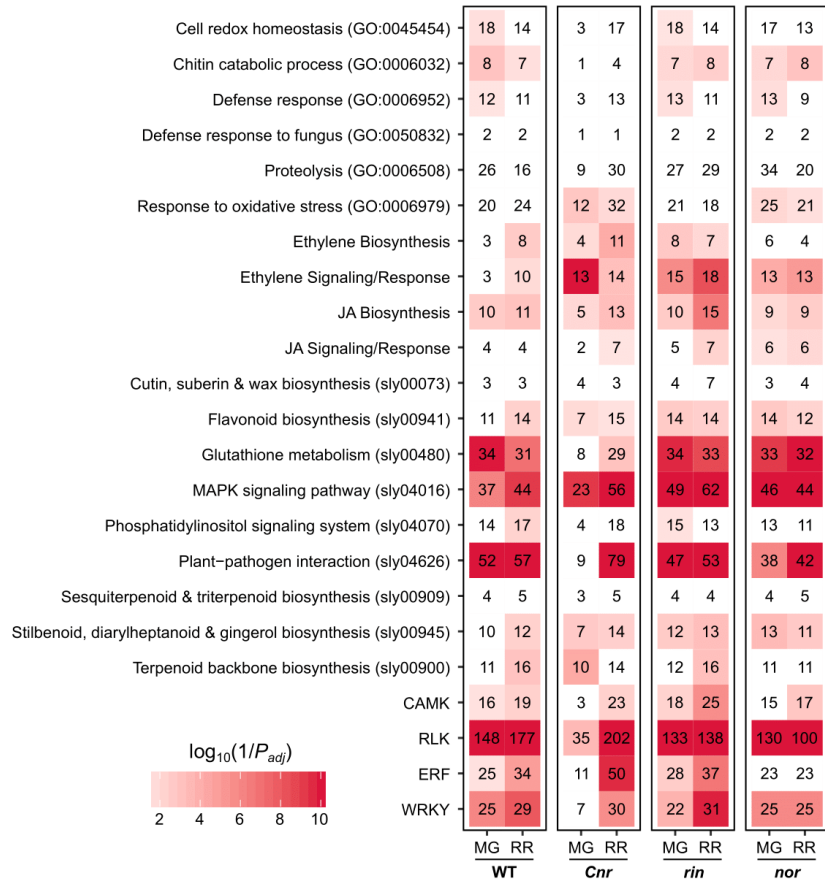 Cell redox homeostasis (GO:0045454) 18 14 3 17 18 14 17 13
Chitin catabolic process (GO:0006032) 8 7 1 4 7 8 7 8
Defense response (GO:0006952) 12 11 3 13 13 11 13 9
Defense response to fungus (GO:0050832) 2 2 1 1 2 2 2 2
Proteolysis (GO:0006508) 26 16 9 30 27 29 34 20
Response to oxidative stress (GO:0006979) 20 24 12 32 21 18 25 21
Ethylene Biosynthesis 3 8 4 11 8 7 6 4
Ethylene Signaling/Response 3 10 13 14 15 18 13 13
JA Biosynthesis 10 11 5 13 10 15 9 9
JA Signaling/Response 4 4 2 7 5 7 6 6
Cutin, suberin & wax biosynthesis (sly00073) 3 3 4 3 4 7 3 4
Flavonoid biosynthesis (sly00941) 11 14 7 15 14 14 14 12
Glutathione metabolism (sly00480) 34 31 8 29 34 33 33 32
MAPK signaling pathway (sly04016) 37 44 23 56 49 62 46 44
Phosphatidylinositol signaling system (sly04070) 14 17 4 18 15 13 13 11
Plant−pathogen interaction (sly04626) 52 57 9 79 47 53 38 42
Sesquiterpenoid & triterpenoid biosynthesis (sly00909) 4 5 3 5 4 4 4 5
Stilbenoid, diarylheptanoid & gingerol biosynthesis (sly00945) 10 12 7 14 12 13 13 11
Terpenoid backbone biosynthesis (sly00900) 11 16 10 14 12 16 11 11
CAMK 16 19 3 23 18 25 15 17
RLK 148 177 35 202 133 138 130 100
ERF 25 34 11 50 28 37 23 23
WRKY 25 29 7 30 22 31 25 25
log10(1/Padj)
2 4 6 8 10
MG RR MG RR MG RR MG RR
WT Cnr rin nor